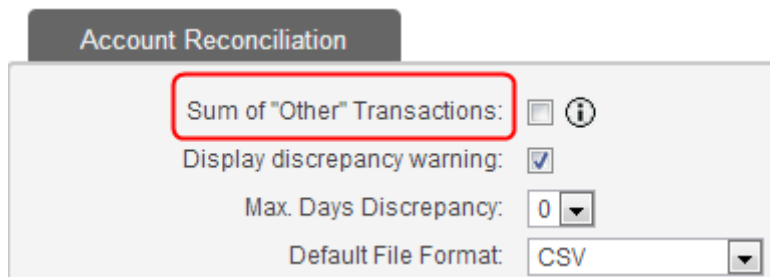 Account Reconciliation
Sum of "Other" Transactions:
Display discrepancy warning:
Max. Days Discrepancy: 0
Default File Format: CSV